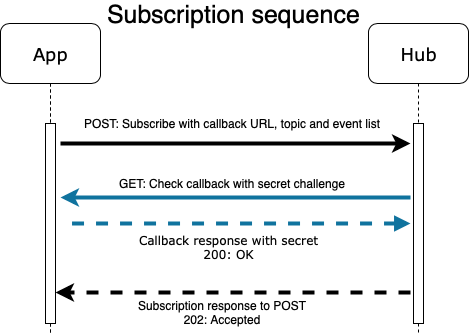 Subscription sequence
App
Hub
POST: Subscribe with callback URL, topic and event list
GET: Check callback with secret challenge
Callback response with secret
200: OK
Subscription response to POST
202: Accepted